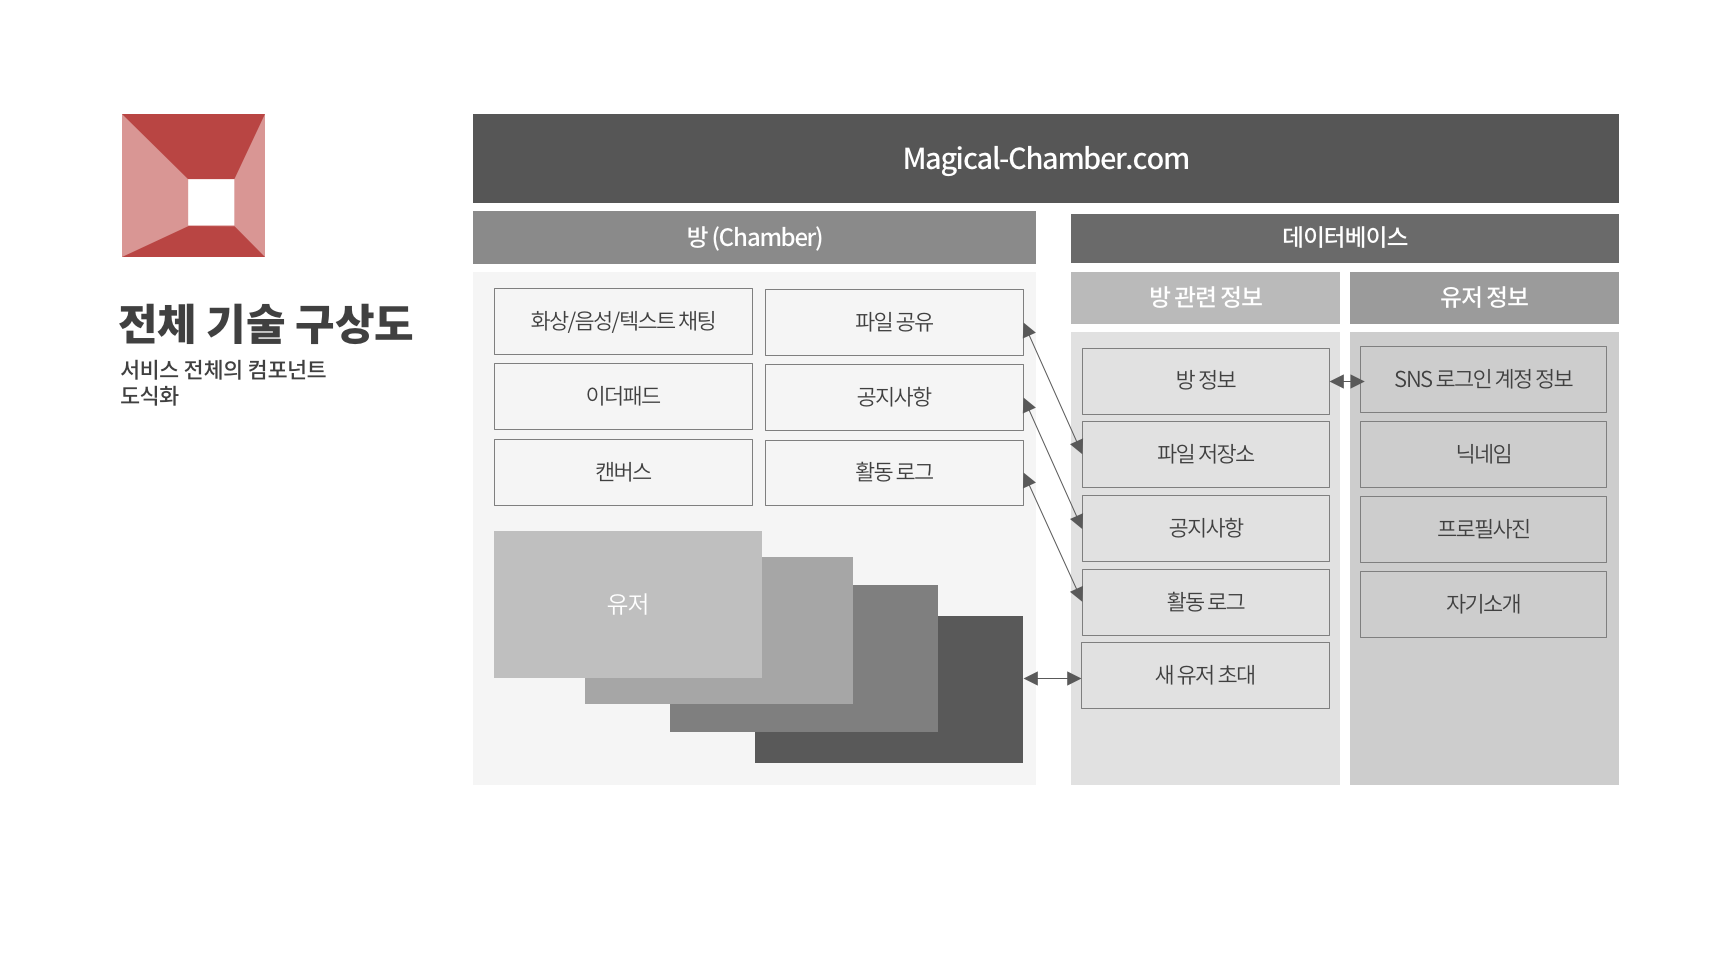 전체 기술 구상도
서비스 전체의 컴포넌트
도식화
Magical-Chamber.com
방 (Chamber)
화상/음성/텍스트 채팅
파일 공유
이더패드
공지사항
캔버스
활동 로그
유저
데이터베이스
방 관련 정보
방 정보
파일 저장소
공지사항
활동 로그
새 유저 초대
유저 정보
SNS 로그인 계정 정보
닉네임
프로필사진
자기소개